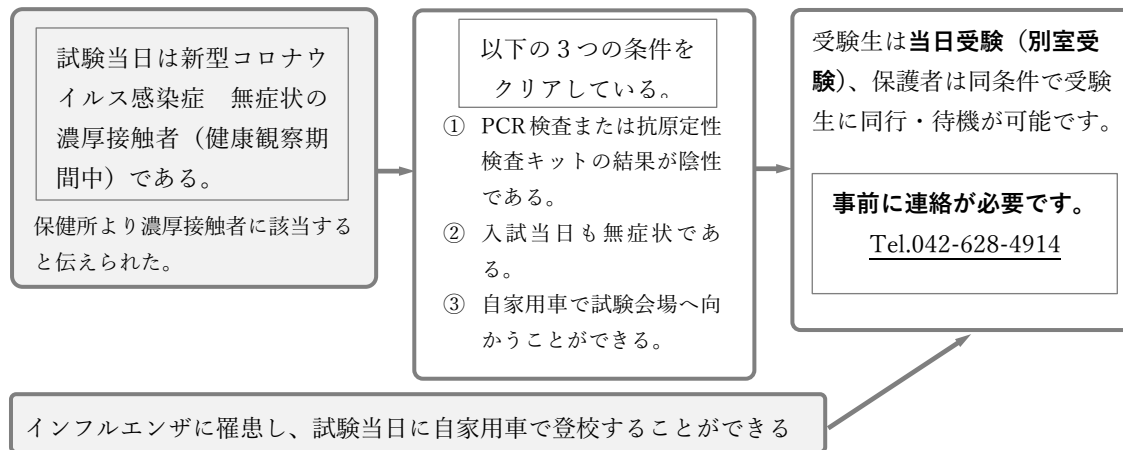 試験当日は新型コロナウ
イルス感染症　無症状の
濃厚接触者（健康観察期
間中）である。
保健所より濃厚接触者に該当する
と伝えられた。
以下の３つの条件を
クリアしている。
① PCR検査または抗原定性
検査キットの結果が陰性
である。
② 入試当日も無症状であ
る。
③ 自家用車で試験会場へ向
かうことができる。
受験生は当日受験（別室受
験）、保護者は同条件で受験
生に同行・待機が可能です。
事前に連絡が必要です。
Tel.042-628-4914
インフルエンザに罹患し、試験当日に自家用車で登校することができる